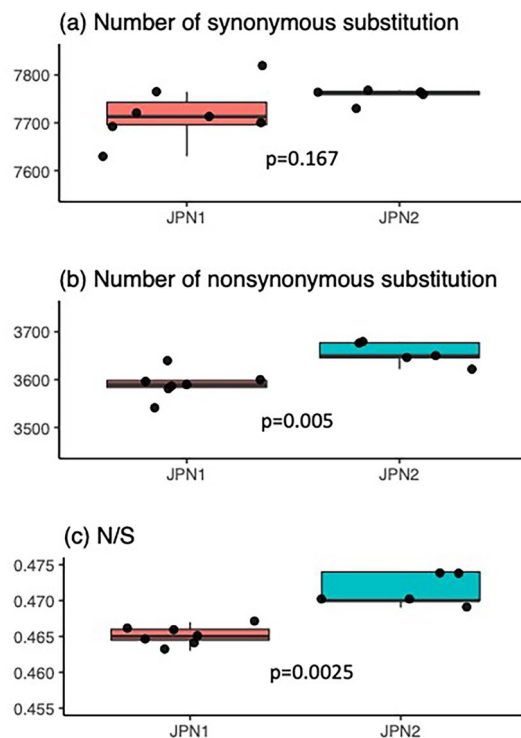 (a) Number of synonymous substitution
7800
7700
7600
p=0.167
JPN1 JPN2
(b) Number of nonsynonymous substitution
3700
3600
3500
p=0.005
JPN1 JPN2
(c) N/S
0.475
0.470
0.465
0.460
0.455
p=0.0025
JPN1 JPN2